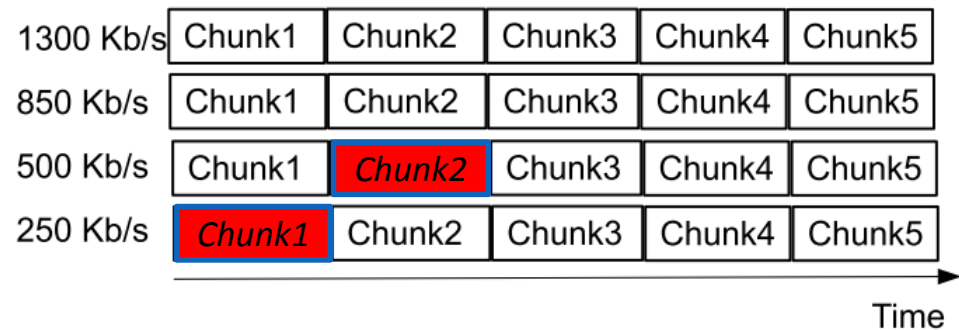 1300 Kb/s Chunk1 Chunk2 Chunk3 Chunk4 Chunk5
850 Kb/s Chunk1 Chunk2 Chunk3 Chunk4 Chunk5
500 Kb/s Chunk1 Chunk2 Chunk3 Chunk4 Chunk5
250 Kb/s Chunk1 Chunk2 Chunk3 Chunk4 Chunk5
Time